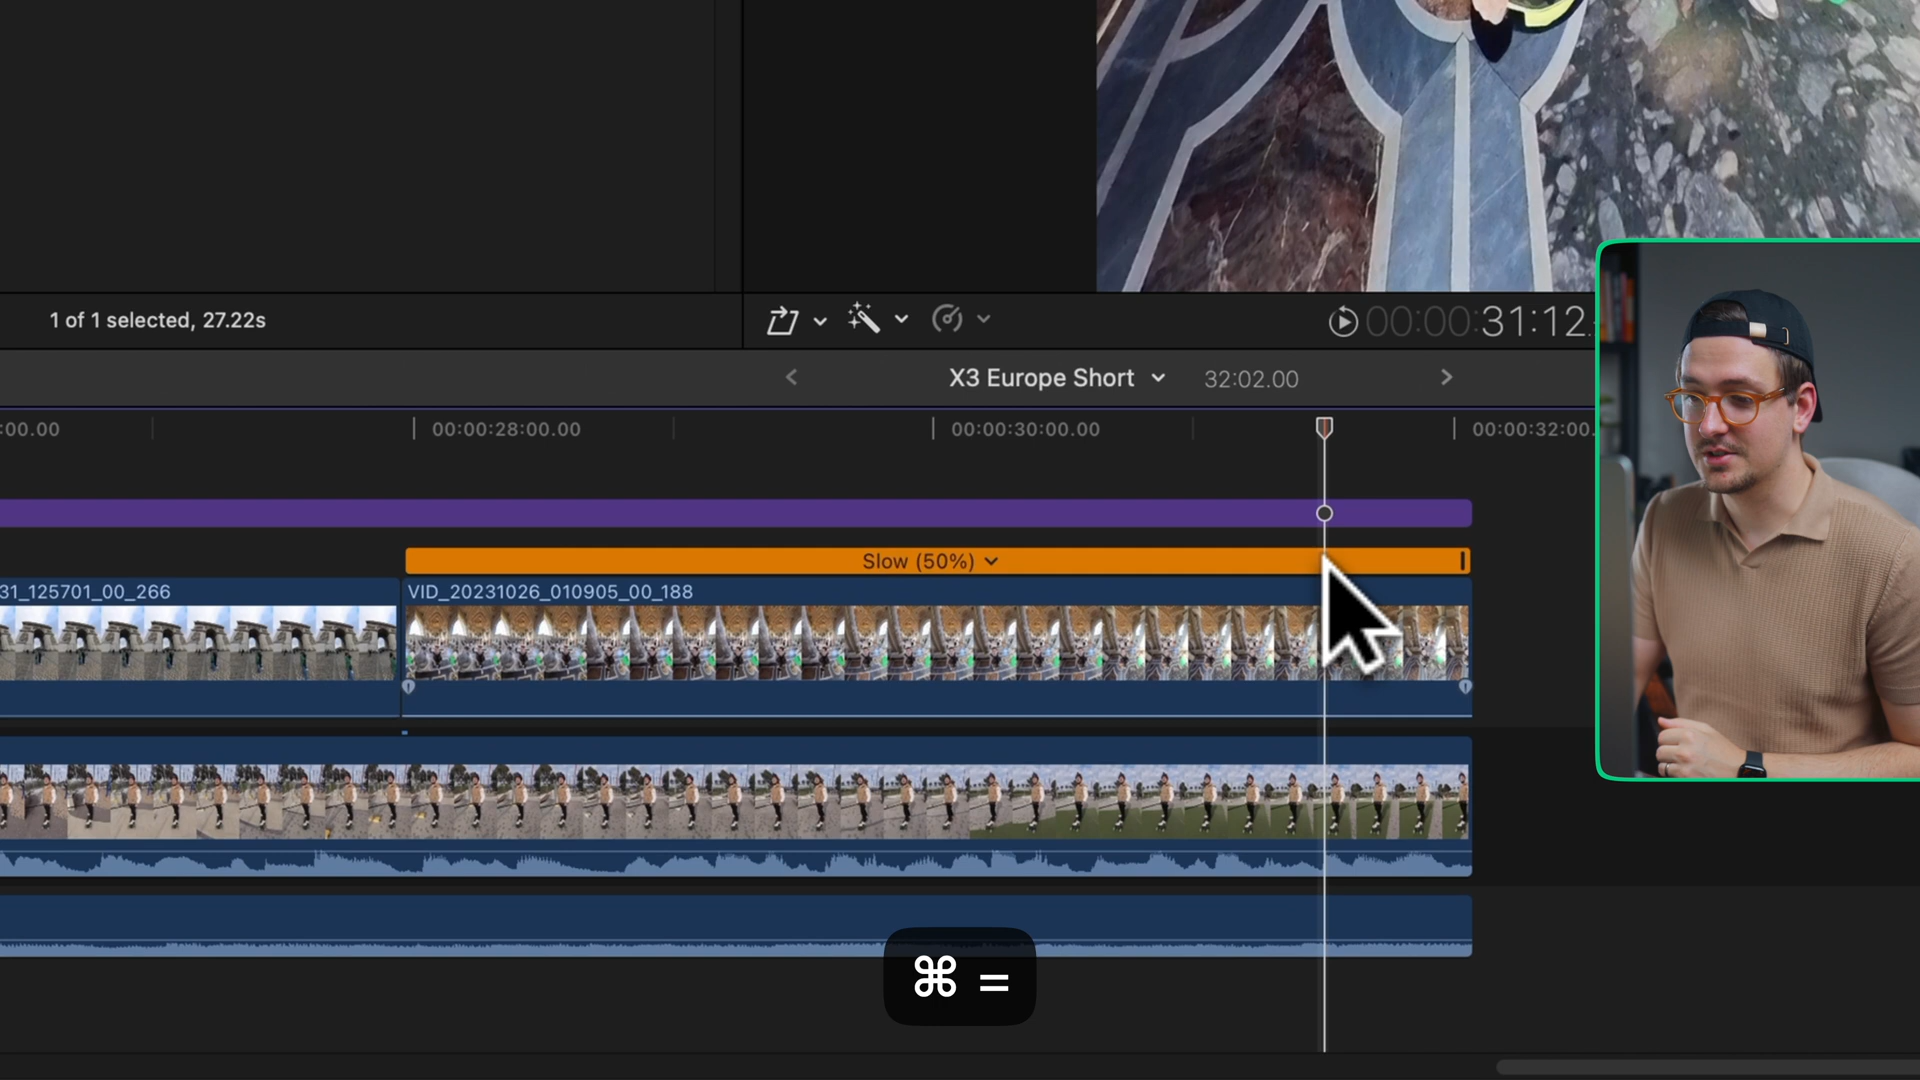 1 of 1 selected, 27.22s
00:00:31:12.
X3 Europe Short
32:02.00
:00.00
00:00:28:00.00
00:00:30:00.00
00:00:32:00.
Slow (50%)
31_125701_00_266
VID_20231026_010905_00_188
⌘ =